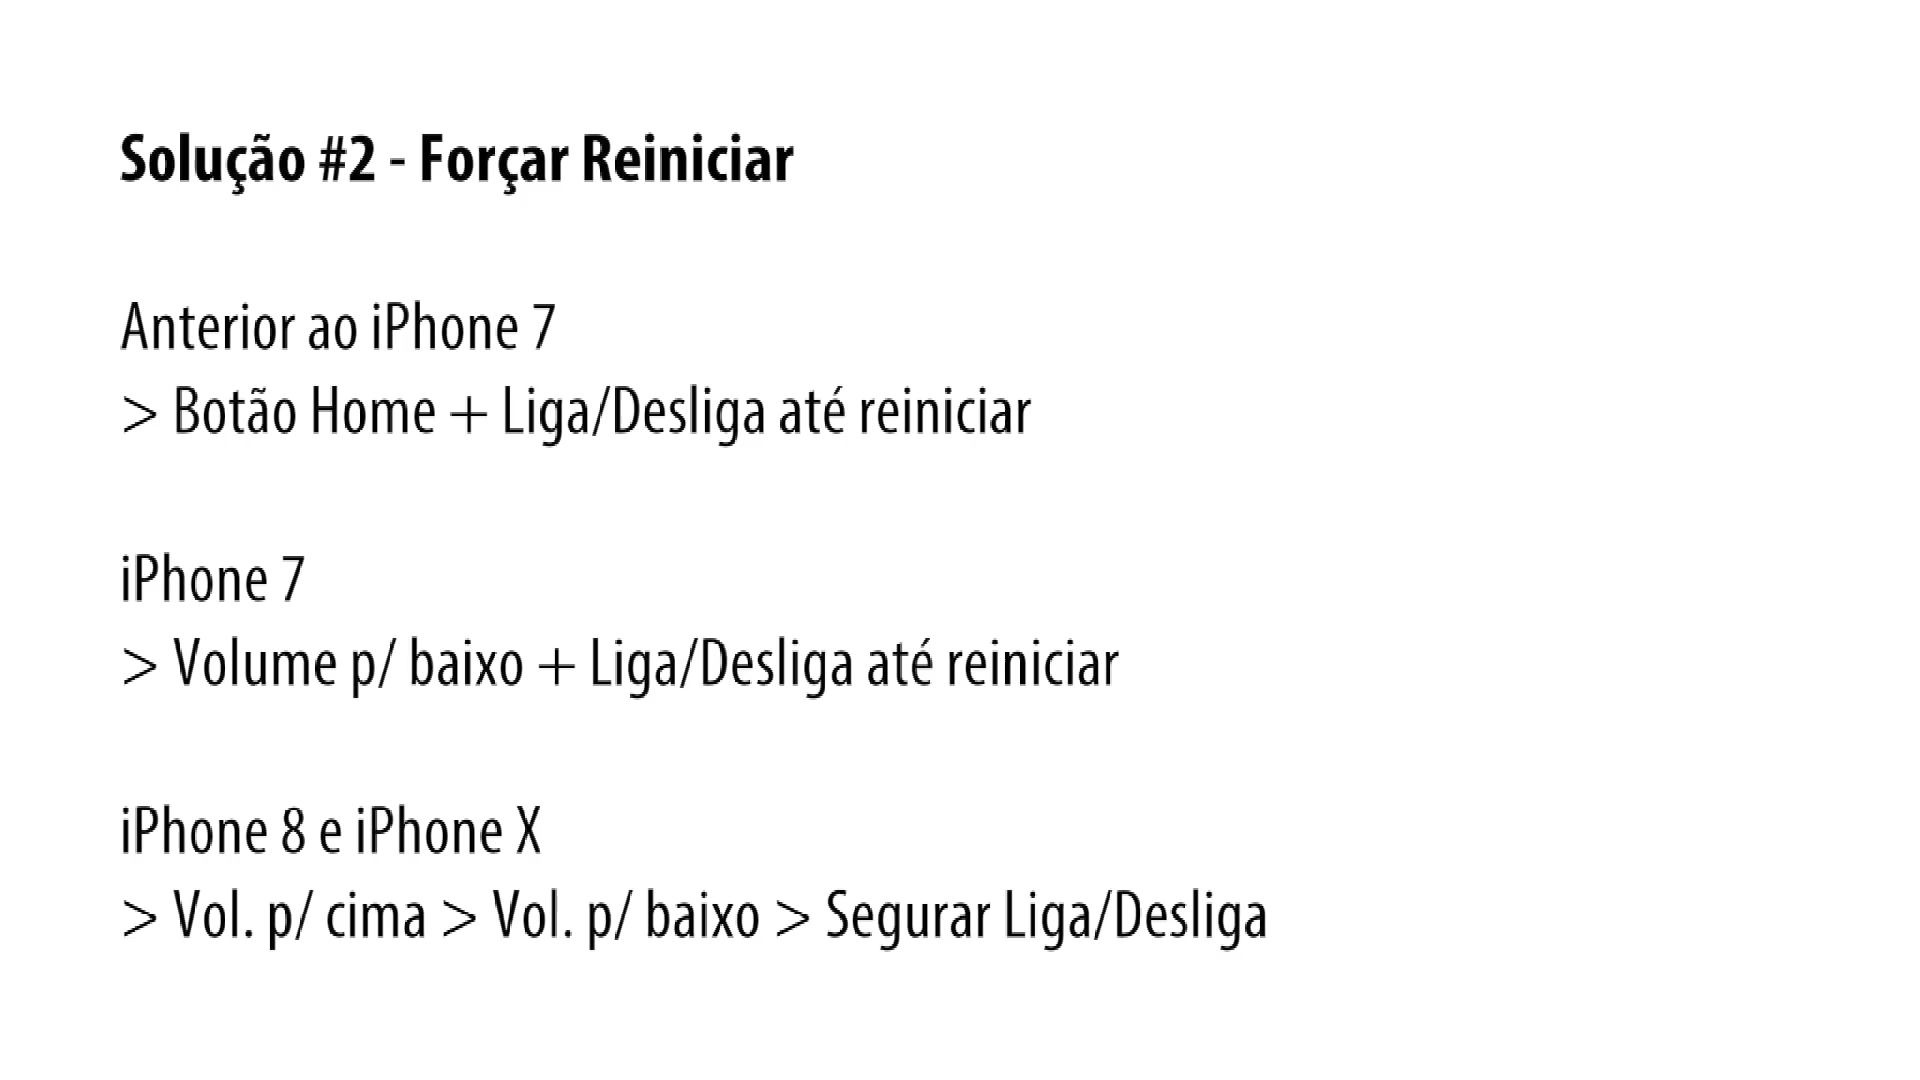 Solução #2 - Forçar Reiniciar
Anterior ao iPhone 7
> Botão Home + Liga/Desliga até reiniciar
iPhone 7
> Volume p/ baixo + Liga/Desliga até reiniciar
iPhone 8 e iPhone X
> Vol. p/ cima > Vol. p/ baixo > Segurar Liga/Desliga